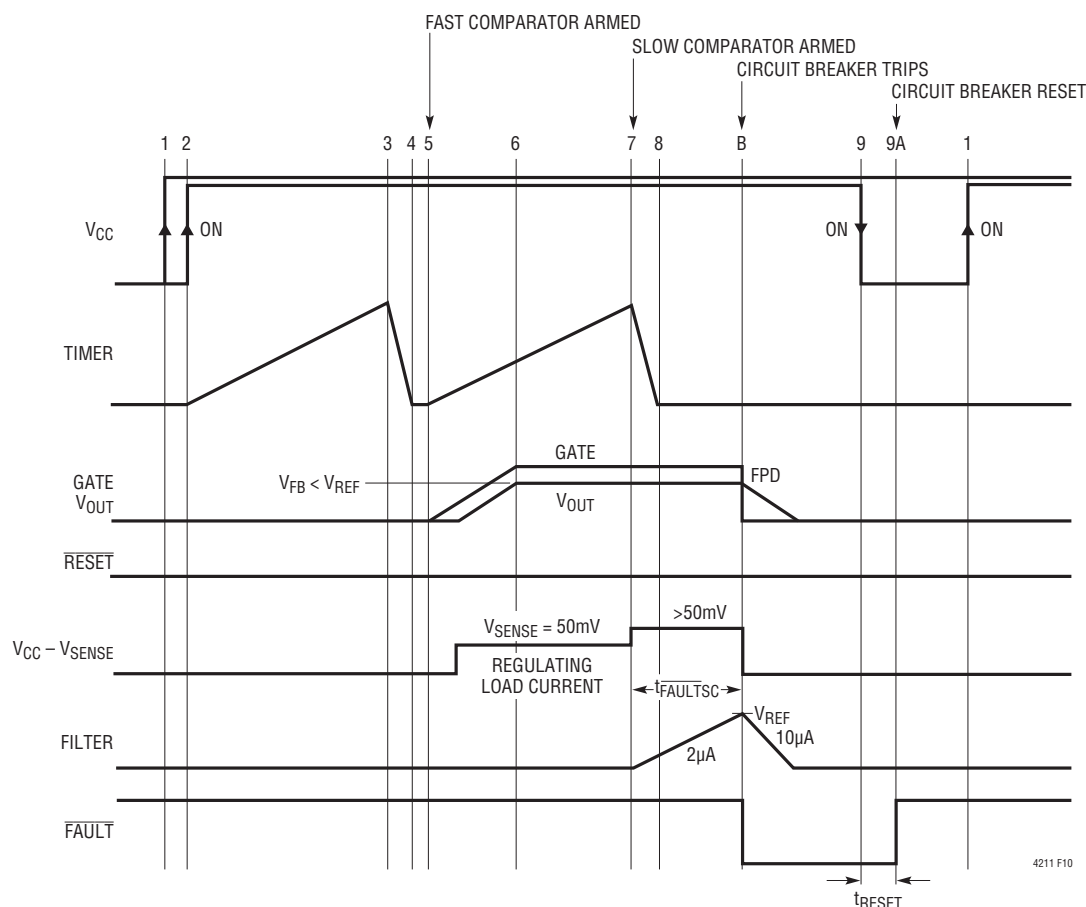 FAST COMPARATOR ARMED
SLOW COMPARATOR ARMED
CIRCUIT BREAKER TRIPS
CIRCUIT BREAKER RESET
1 2 3 4 5 6 7 8 B 9 9A 1
VCC ON ON ON
TIMER
GATE
VOUT
VFB < VREF
GATE
VOUT
FPD
RESET
VCC – VSENSE
VSENSE = 50mV
>50mV
REGULATING
LOAD CURRENT
tFAULTSC
FILTER
VREF
2µA
10µA
FAULT
tRESET
4211 F10